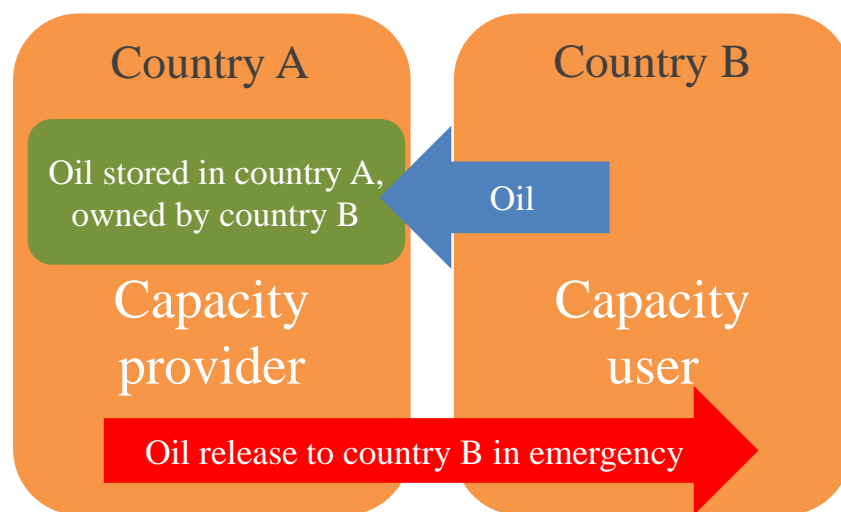 Country A
Country B
Oil stored in country A,
owned by country B
Oil
Capacity
provider
Capacity
user
Oil release to country B in emergency